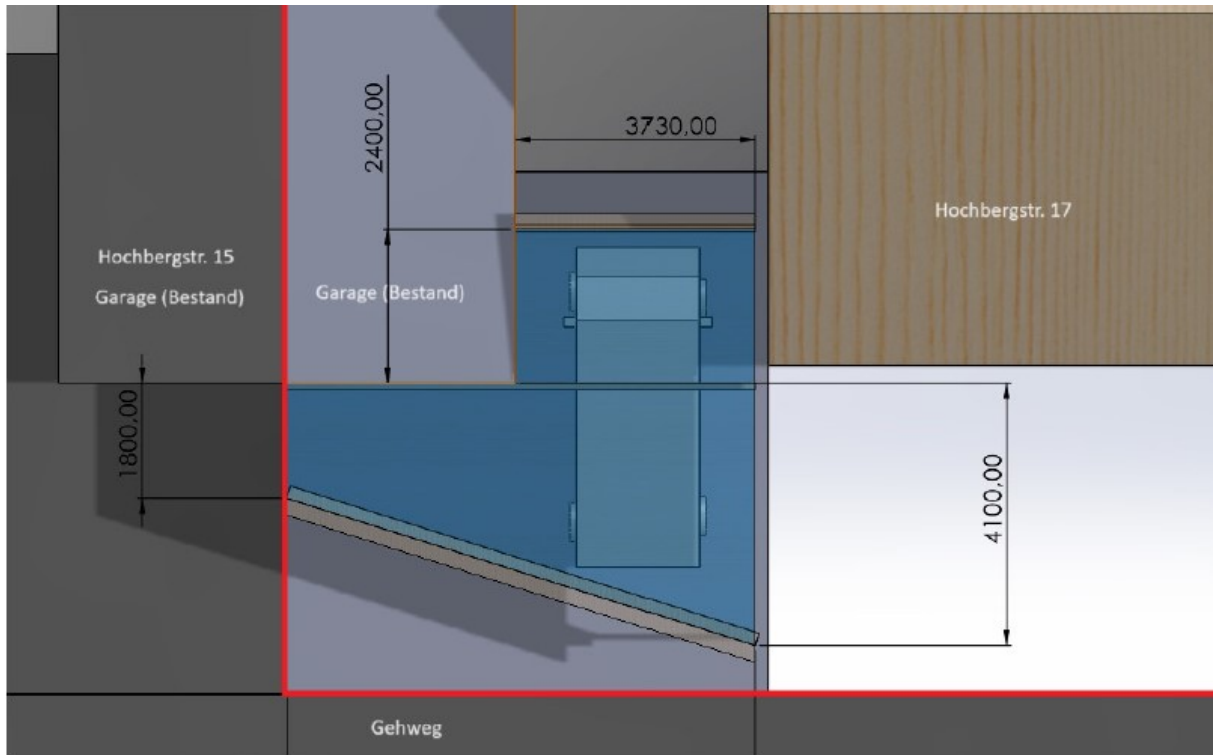 2400,00
3730,00
Hochbergstr. 17
Hochbergstr. 15
Garage (Bestand)
Garage (Bestand)
1800,00
4100,00
Gehweg